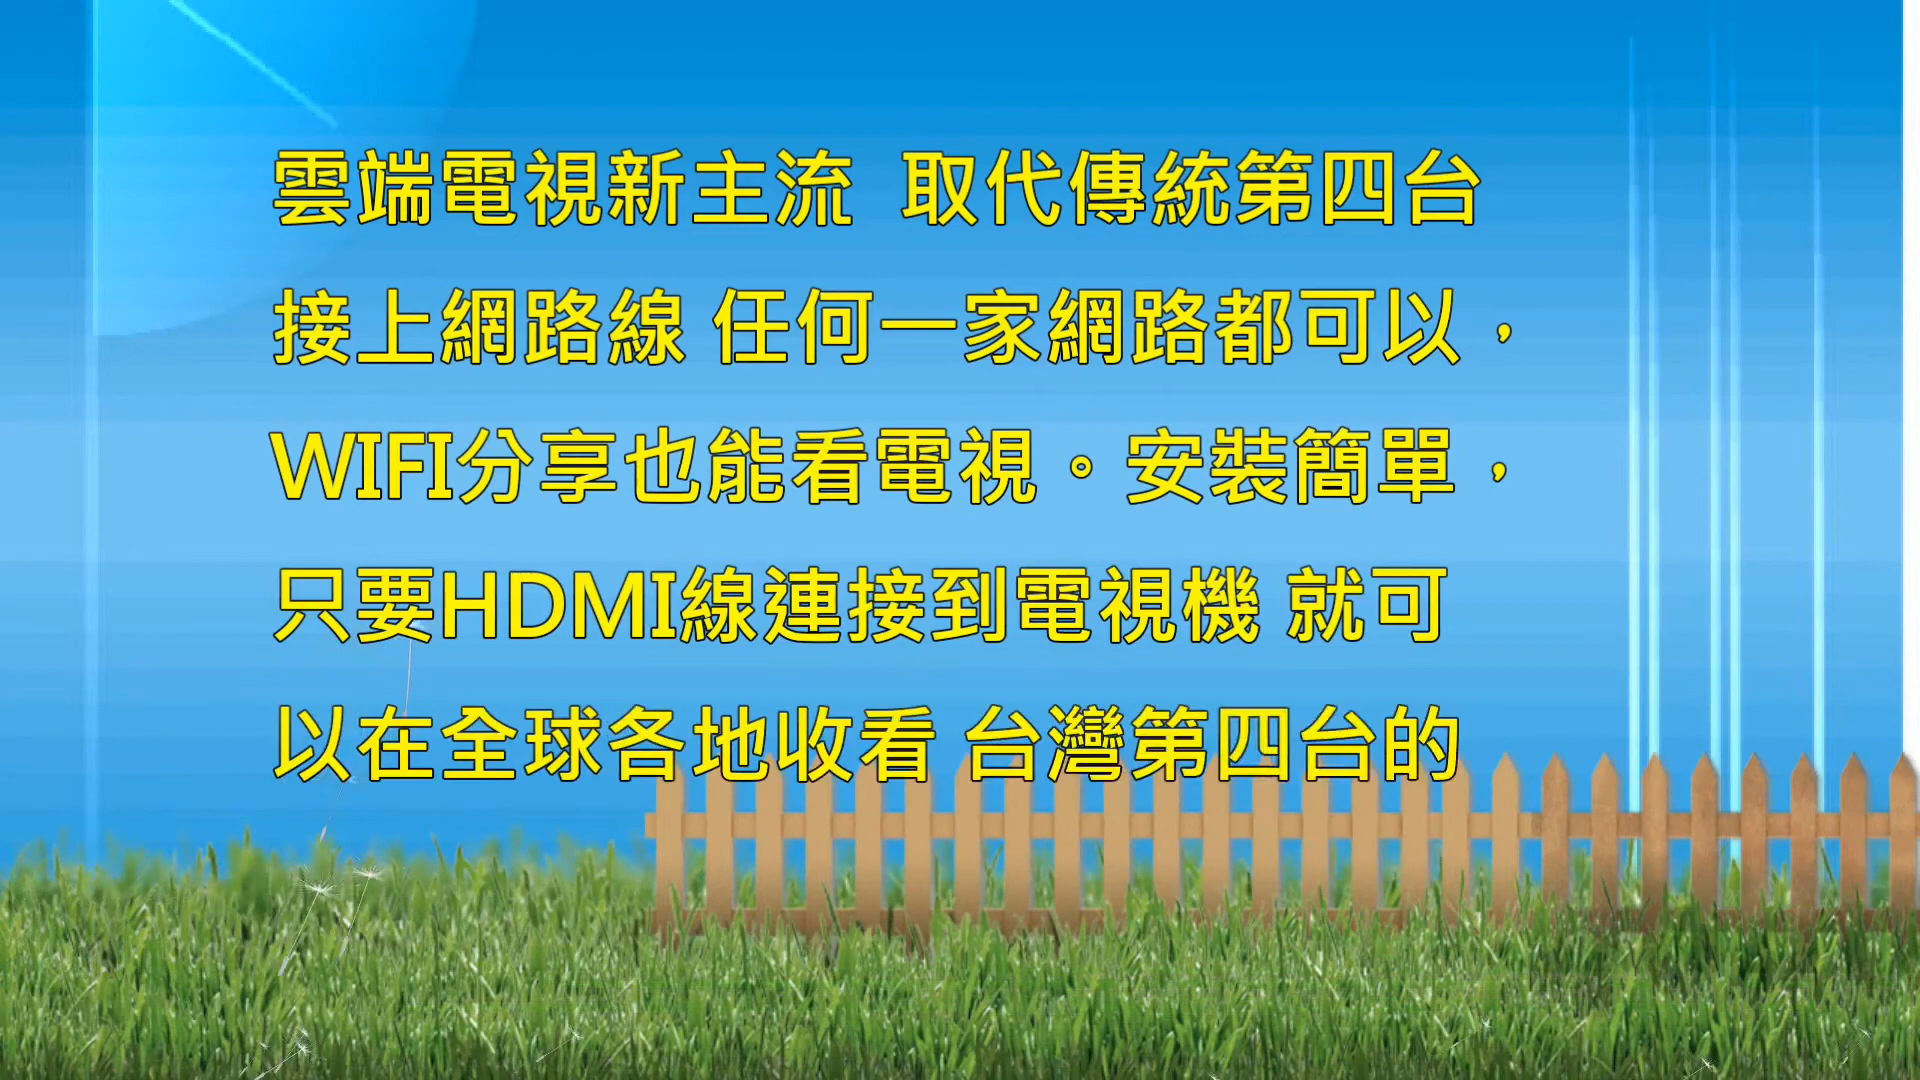 雲端電視新主流 取代傳統第四台
接上網路線 任何一家網路都可以，
WIFI分享也能看電視。安裝簡單，
只要HDMI線連接到電視機 就可
以在全球各地收看 台灣第四台的